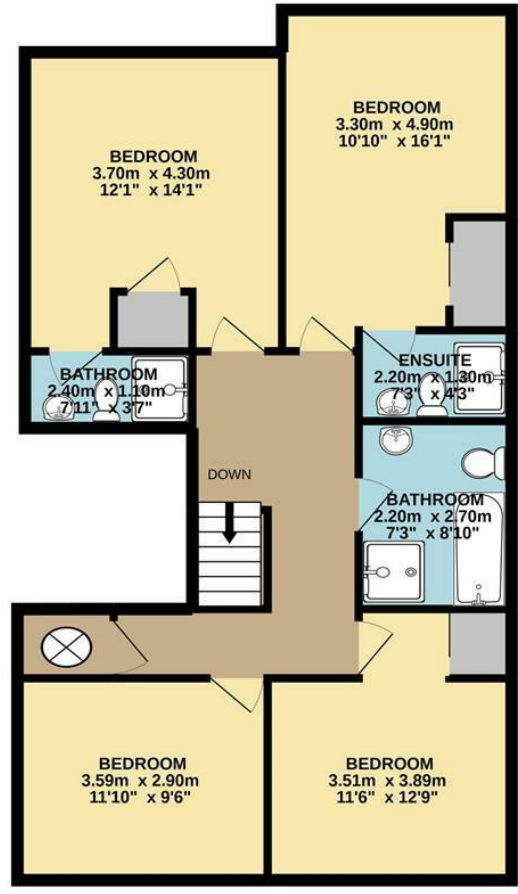 BEDROOM
3.30m x 4.90m
10'10" x 16'1"
BEDROOM
3.70m x 4.30m
12'1" x 14'1"
BATHROOM
2.40m x 1.10m
7'11" x 3'7"
ENSUITE
2.20m x 1.30m
7'3" x 4'3"
DOWN
BATHROOM
2.20m x 2.70m
7'3" x 8'10"
BEDROOM
3.59m x 2.90m
11'10" x 9'6"
BEDROOM
3.51m x 3.89m
11'6" x 12'9"